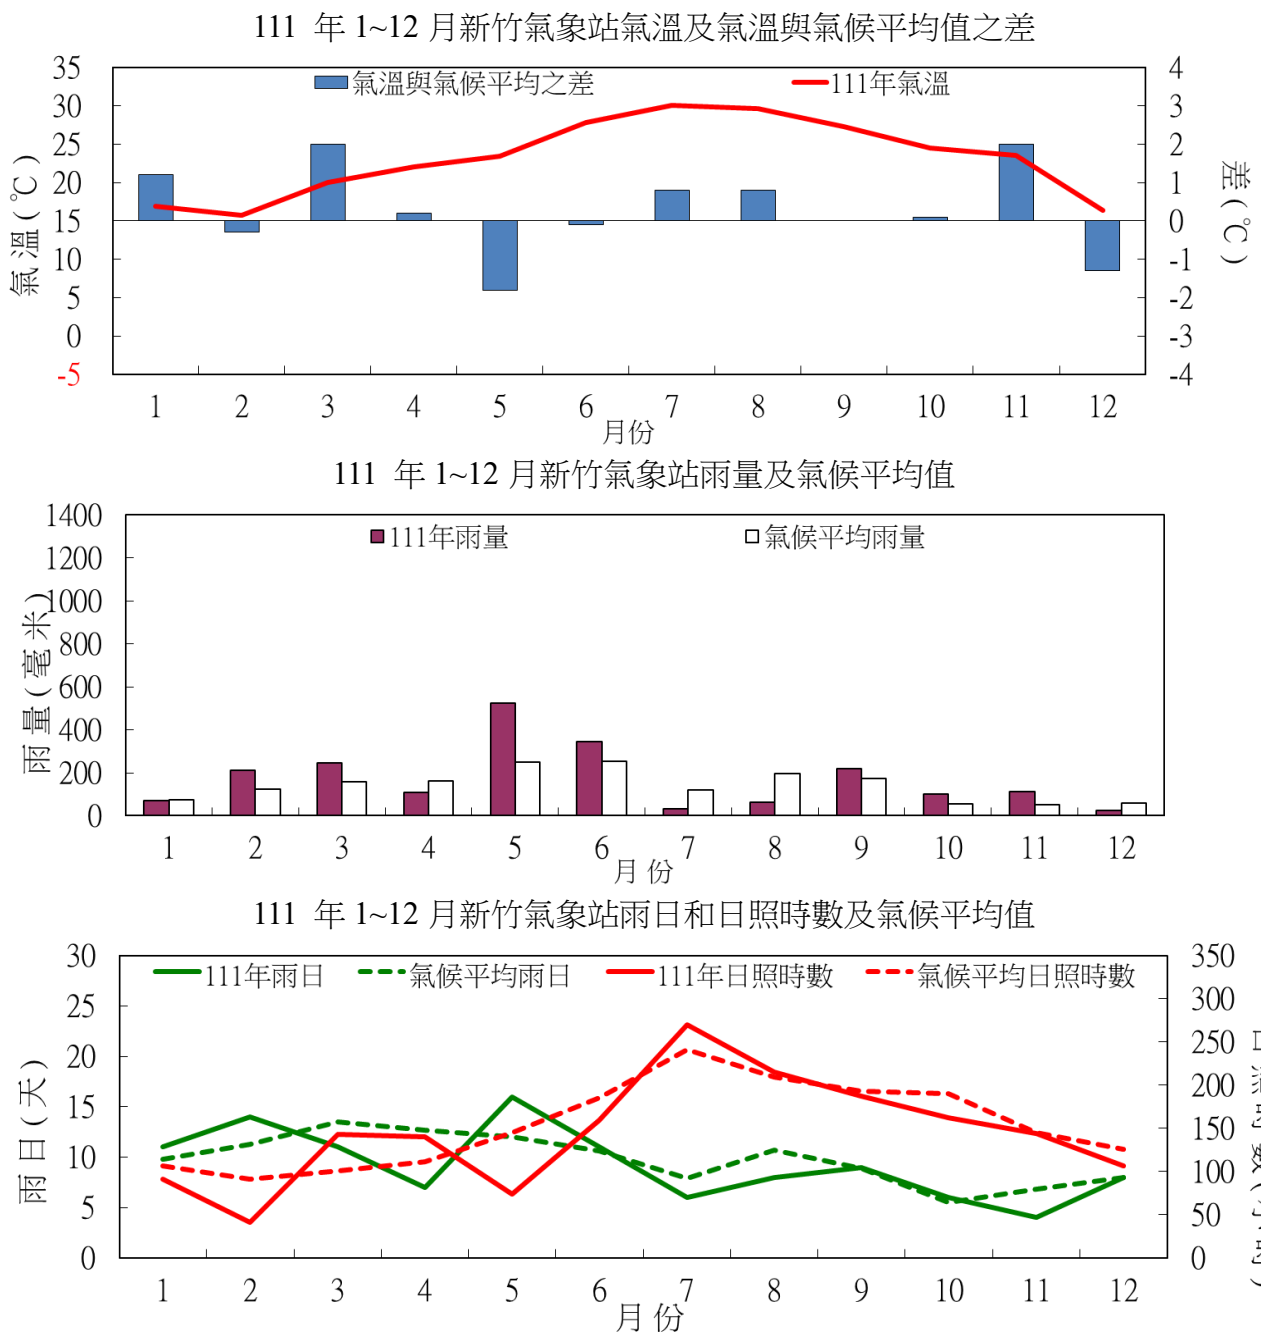 111 年 1~12 月新竹氣象站氣溫及氣溫與氣候平均值之差
氣溫與氣候平均之差 111年氣溫
35
30
25
20
15
10
5
0
-5
氣溫(℃)
4
3
2
1
0
-1
-2
-3
-4
差(℃)
1 2 3 4 5 6 7 8 9 10 11 12
月份
111 年 1~12 月新竹氣象站雨量及氣候平均值
111年雨量 氣候平均雨量
1400
1200
1000
800
600
400
200
0
雨量(毫米)
1 2 3 4 5 6 7 8 9 10 11 12
月份
111 年 1~12 月新竹氣象站雨日和日照時數及氣候平均值
111年雨日 氣候平均雨日 111年日照時數 氣候平均日照時數
30
25
20
15
10
5
0
雨日(天)
350
300
250
200
150
100
50
0
日照時數(小時)
1 2 3 4 5 6 7 8 9 10 11 12
月份